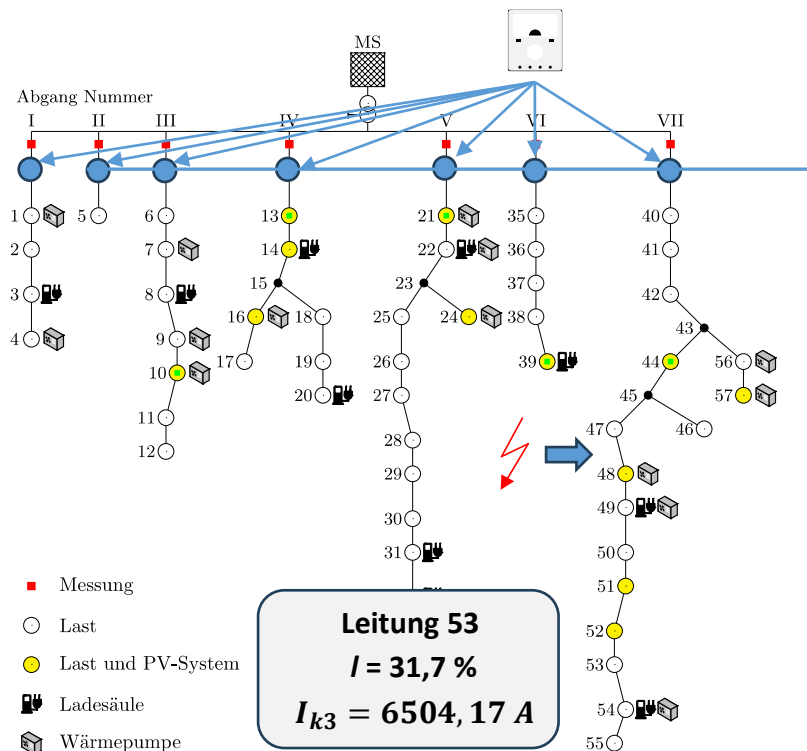 MS
Abgang Nummer
I II III IV V VI VII
1 5 6 13 21 35 40
2 7 14 22 36 41
3 8 15 23 37 42
4 9 16 18 25 24 38 43
10 17 19 26 39 44 56
11 20 27 45 57
12 28 47 46
29 48
30 49
31 50
51
52
53
54
55
Messung
Last
Last und PV-System
Ladesäule
Wärmepumpe
Leitung 53
l = 31,7 %
I_{k3} = 6504, 17 A